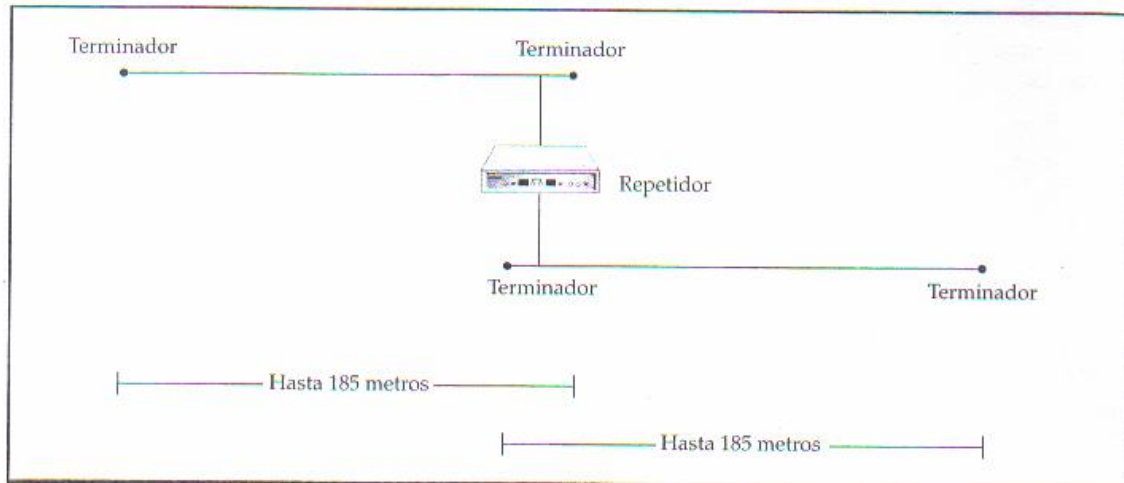 Terminador
Terminador
Repetidor
Terminador
Terminador
Hasta 185 metros
Hasta 185 metros